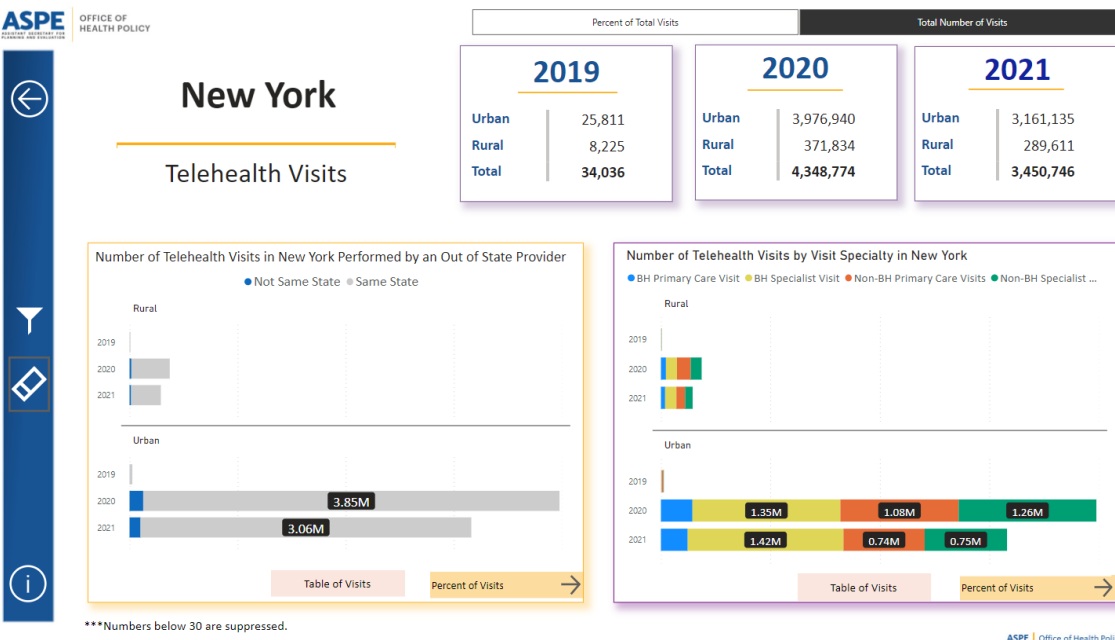 ASPE
OFFICE OF
HEALTH POLICY
ASSISTANT SECRETARY FOR
PLANNING AND EVALUATION
Percent of Total Visits
Total Number of Visits
New York
Telehealth Visits
2019
Urban 25,811
Rural 8,225
Total 34,036
2020
Urban 3,976,940
Rural 371,834
Total 4,348,774
2021
Urban 3,161,135
Rural 289,611
Total 3,450,746
Number of Telehealth Visits in New York Performed by an Out of State Provider
Not Same State Same State
Rural
2019
2020
2021
Urban
2019
2020 3.85M
2021 3.06M
Table of Visits
Percent of Visits
Number of Telehealth Visits by Visit Specialty in New York
BH Primary Care Visit BH Specialist Visit Non-BH Primary Care Visits Non-BH Specialist ...
Rural
2019
2020
2021
Urban
2019
2020 1.35M 1.08M 1.26M
2021 1.42M 0.74M 0.75M
Table of Visits
Percent of Visits
i
***Numbers below 30 are suppressed.
ASPE Office of Health Poli